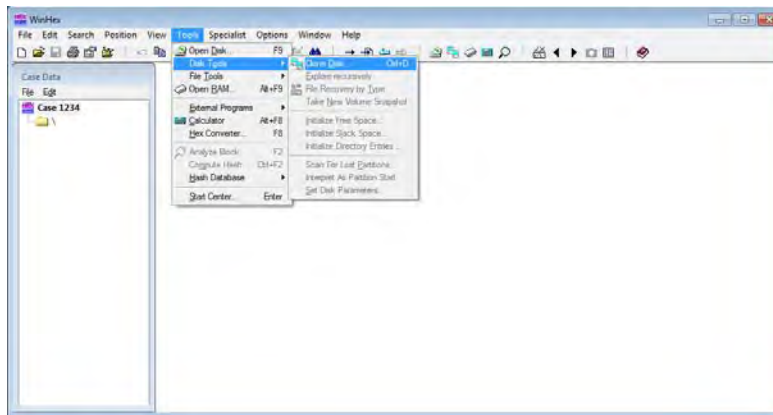 WinHex
File Edit Search Position View Tools Specialist Options Window Help
Case Data
File Edit
Case 1234
\
Open Disk... F9
Disk Tools
File Tools
Open RAM... Alt+F9
External Programs
Calculator Alt+F8
Hex Converter... F8
Analyze Block F2
Compute Hash Ctrl+F2
Hash Database
Start Center... Enter
Clone Disk... Ctrl+D
Explore recursively
File Recovery by Type
Take New Volume Snapshot
Initialize Free Space...
Initialize Slack Space...
Initialize Directory Entries...
Scan For Lost Partitions...
Interpret As Partition Start
Set Disk Parameters...